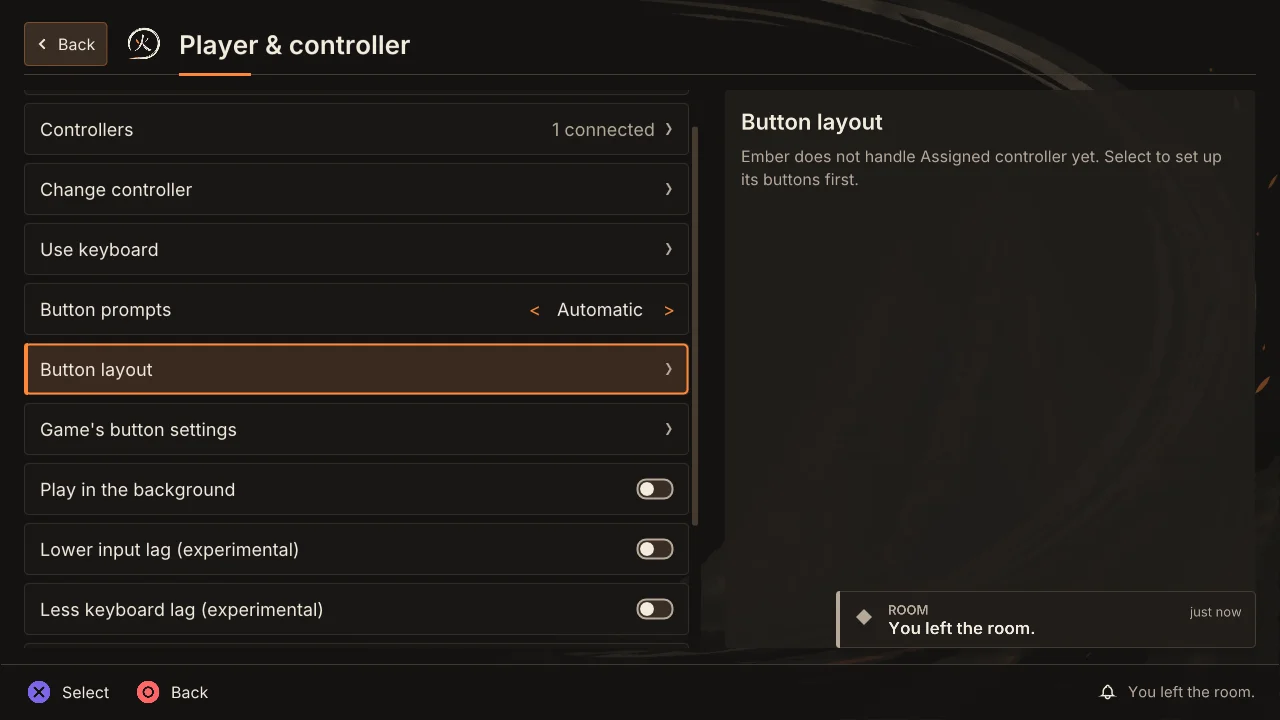 Back
火
Player & controller
Controllers
1 connected
Change controller
Use keyboard
Button prompts
< Automatic >
Button layout
Game's button settings
Play in the background
Lower input lag (experimental)
Less keyboard lag (experimental)
Button layout
Ember does not handle Assigned controller yet. Select to set up
its buttons first.
ROOM
just now
You left the room.
Select
Back
You left the room.